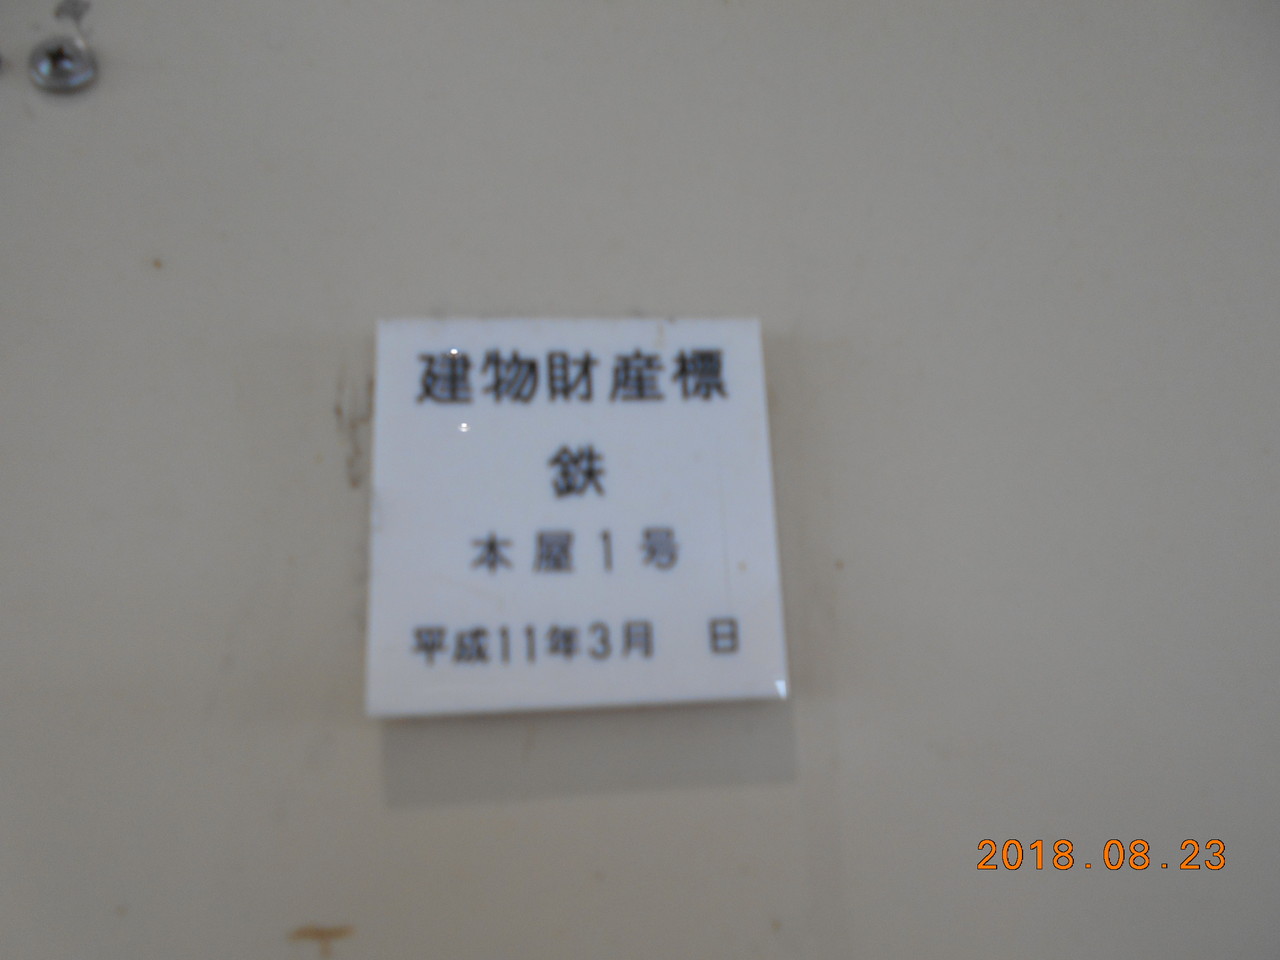 建物財産標
鉄
本屋1号
平成11年3月 日
2018.08.23